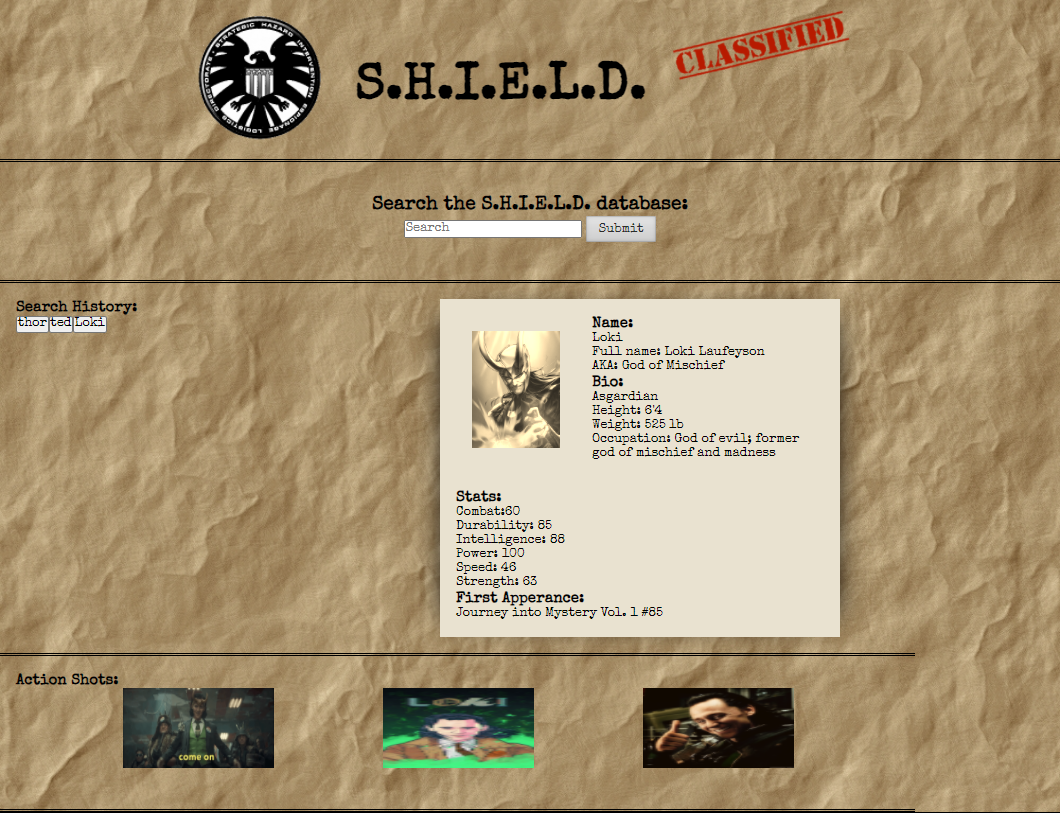 STRATEGIC HAZARD INTERVENTION ESPIONAGE LOGISTICS DIRECTORATE
S.H.I.E.L.D.
CLASSIFIED
Search the S.H.I.E.L.D. database:
Search
Submit
Search History:
thor
ted
Loki
Name:
Loki
Full name: Loki Laufeyson
AKA: God of Mischief
Bio:
Asgardian
Height: 6'4
Weight: 525 lb
Occupation: God of evil; former
god of mischief and madness
Stats:
Combat:60
Durability: 85
Intelligence: 88
Power: 100
Speed: 46
Strength: 63
First Apperance:
Journey into Mystery Vol. 1 #85
Action Shots:
come on
LOKI